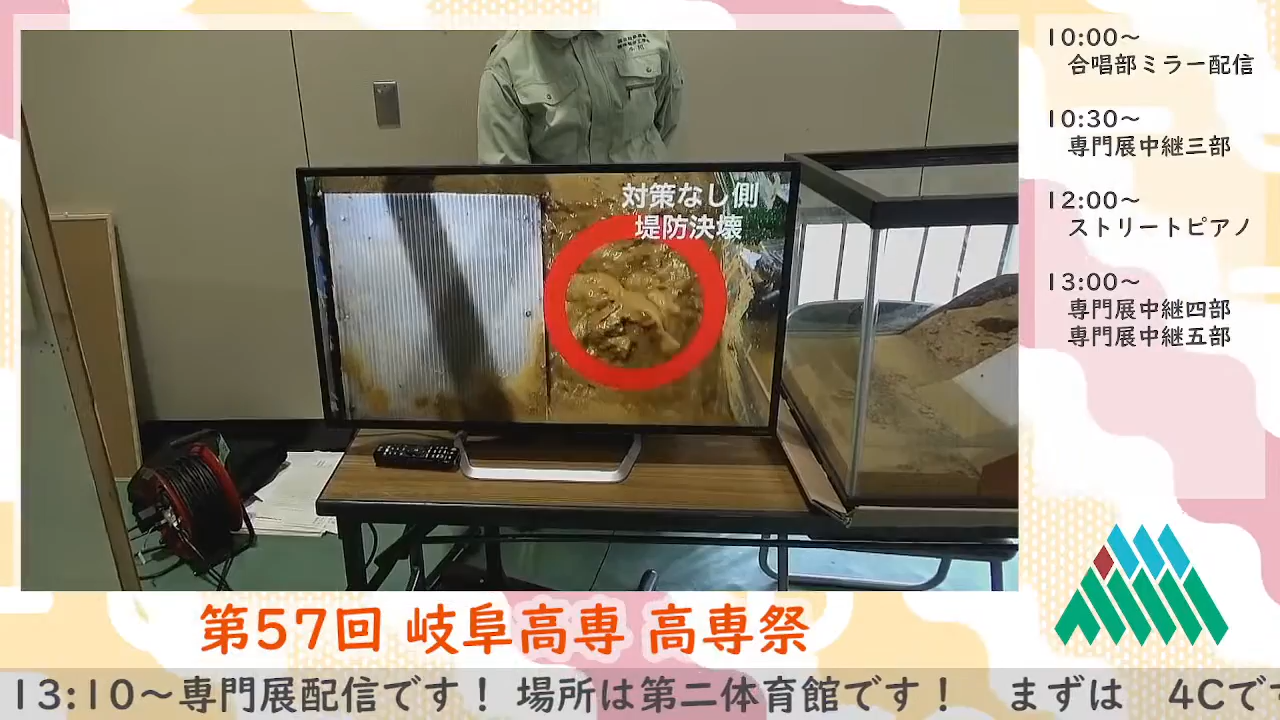 対策なし側
堤防決壊
10:00～
合唱部ミラー配信
10:30～
専門展中継三部
12:00～
ストリートピアノ
13:00～
専門展中継四部
専門展中継五部
第57回 岐阜高専 高専祭
13:10～専門展配信です！ 場所は第二体育館です！ まずは 4Cで